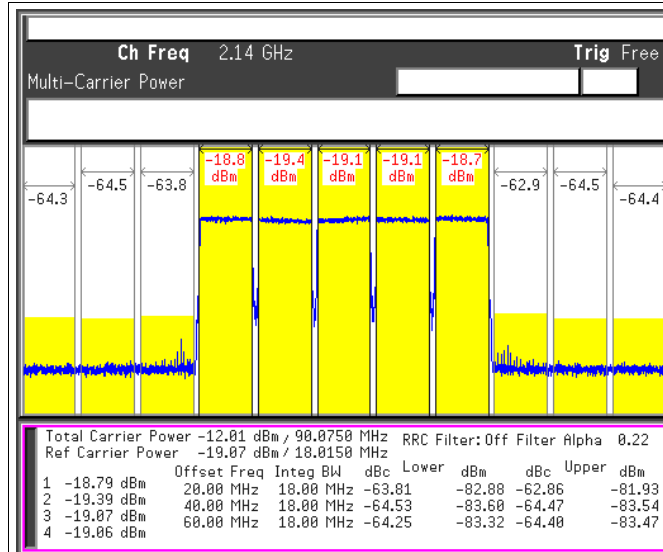 Ch Freq 2.14 GHz Trig Free
Multi-Carrier Power
-18.8 -19.4 -19.1 -19.1 -18.7
dBm dBm dBm dBm dBm
-64.3 -64.5 -63.8 -62.9 -64.5 -64.4
Total Carrier Power -12.01 dBm/ 90.0750 MHz RRC Filter: Off Filter Alpha 0.22
Ref Carrier Power -19.07 dBm/ 18.0150 MHz
Offset Freq Integ BW dBc Lower dBm dBc Upper dBm
1 -18.79 dBm 20.00 MHz 18.00 MHz -63.81 -82.88 -62.86 -81.93
2 -19.39 dBm 40.00 MHz 18.00 MHz -64.53 -83.60 -64.47 -83.54
3 -19.07 dBm 60.00 MHz 18.00 MHz -64.25 -83.32 -64.40 -83.47
4 -19.06 dBm